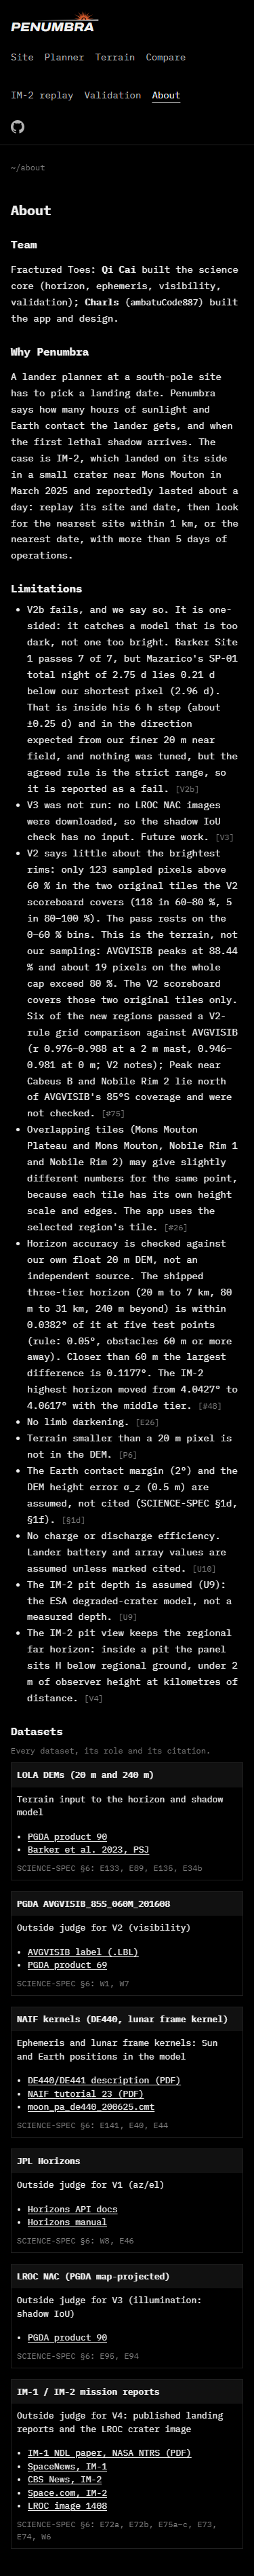 PENUMBRA
Site Planner Terrain Compare
IM-2 replay Validation About
~/about
About
Team
Fractured Toes: Qi Cai built the science
core (horizon, ephemeris, visibility,
validation); Charls (ambatuCode887) built
the app and design.
Why Penumbra
A lander planner at a south-pole site
has to pick a landing date. Penumbra
says how many hours of sunlight and
Earth contact the lander gets, and when
the first lethal shadow arrives. The
case is IM-2, which landed on its side
in a small crater near Mons Mouton in
March 2025 and reportedly lasted about a
day: replay its site and date, then look
for the nearest site within 1 km, or the
nearest date, with more than 5 days of
operations.
Limitations
• V2b fails, and we say so. It is one-
sided: it catches a model that is too
dark, not one too bright. Barker Site
1 passes 7 of 7, but Mazarico's SP-01
total night of 2.75 d lies 0.21 d
below our shortest pixel (2.96 d).
That is inside his 6 h step (about
±0.25 d) and in the direction
expected from our finer 20 m near
field, and nothing was tuned, but the
agreed rule is the strict range, so
it is reported as a fail. [V2b]
• V3 was not run: no LROC NAC images
were downloaded, so the shadow IoU
check has no input. Future work. [V3]
• V2 says little about the brightest
rims: only 123 sampled pixels above
60 % in the two original tiles the V2
scoreboard covers (118 in 60–80 %, 5
in 80–100 %). The pass rests on the
0–60 % bins. This is the terrain, not
our sampling: AVGVISIB peaks at 88.44
% and about 19 pixels on the whole
cap exceed 80 %. The V2 scoreboard
covers those two original tiles only.
Six of the new regions passed a V2-
rule grid comparison against AVGVISIB
(r 0.976–0.988 at a 2 m mast, 0.946–
0.981 at 0 m; V2 notes); Peak near
Cabeus B and Nobile Rim 2 lie north
of AVGVISIB's 85°S coverage and were
not checked. [#75]
• Overlapping tiles (Mons Mouton
Plateau and Mons Mouton, Nobile Rim 1
and Nobile Rim 2) may give slightly
different numbers for the same point,
because each tile has its own height
scale and edges. The app uses the
selected region's tile. [#26]
• Horizon accuracy is checked against
our own float 20 m DEM, not an
independent source. The shipped
three-tier horizon (20 m to 7 km, 80
m to 31 km, 240 m beyond) is within
0.0382° of it at five test points
(rule: 0.05°, obstacles 60 m or more
away). Closer than 60 m the largest
difference is 0.1177°. The IM-2
highest horizon moved from 4.0427° to
4.0617° with the middle tier. [#48]
• No limb darkening. [E26]
• Terrain smaller than a 20 m pixel is
not in the DEM. [P6]
• The Earth contact margin (2°) and the
DEM height error σ_z (0.5 m) are
assumed, not cited (SCIENCE-SPEC §1d,
§1f). [§1d]
• No charge or discharge efficiency.
Lander battery and array values are
assumed unless marked cited. [U10]
• The IM-2 pit depth is assumed (U9):
the ESA degraded-crater model, not a
measured depth. [U9]
• The IM-2 pit view keeps the regional
far horizon: inside a pit the panel
sits H below regional ground, under 2
m of observer height at kilometres of
distance. [V4]
Datasets
Every dataset, its role and its citation.
LOLA DEMs (20 m and 240 m)
Terrain input to the horizon and shadow
model
• PGDA product 90
• Barker et al. 2023, PSJ
SCIENCE-SPEC §6: E133, E89, E135, E34b
PGDA AVGVISIB_85S_060M_201608
Outside judge for V2 (visibility)
• AVGVISIB label (.LBL)
• PGDA product 69
SCIENCE-SPEC §6: W1, W7
NAIF kernels (DE440, lunar frame kernel)
Ephemeris and lunar frame kernels: Sun
and Earth positions in the model
• DE440/DE441 description (PDF)
• NAIF tutorial 23 (PDF)
• moon_pa_de440_200625.cmt
SCIENCE-SPEC §6: E141, E40, E44
JPL Horizons
Outside judge for V1 (az/el)
• Horizons API docs
• Horizons manual
SCIENCE-SPEC §6: W8, E46
LROC NAC (PGDA map-projected)
Outside judge for V3 (illumination:
shadow IoU)
• PGDA product 90
SCIENCE-SPEC §6: E95, E94
IM-1 / IM-2 mission reports
Outside judge for V4: published landing
reports and the LROC crater image
• IM-1 NDL paper, NASA NTRS (PDF)
• SpaceNews, IM-1
• CBS News, IM-2
• Space.com, IM-2
• LROC image 1408
SCIENCE-SPEC §6: E72a, E72b, E75a–c, E73,
E74, W6